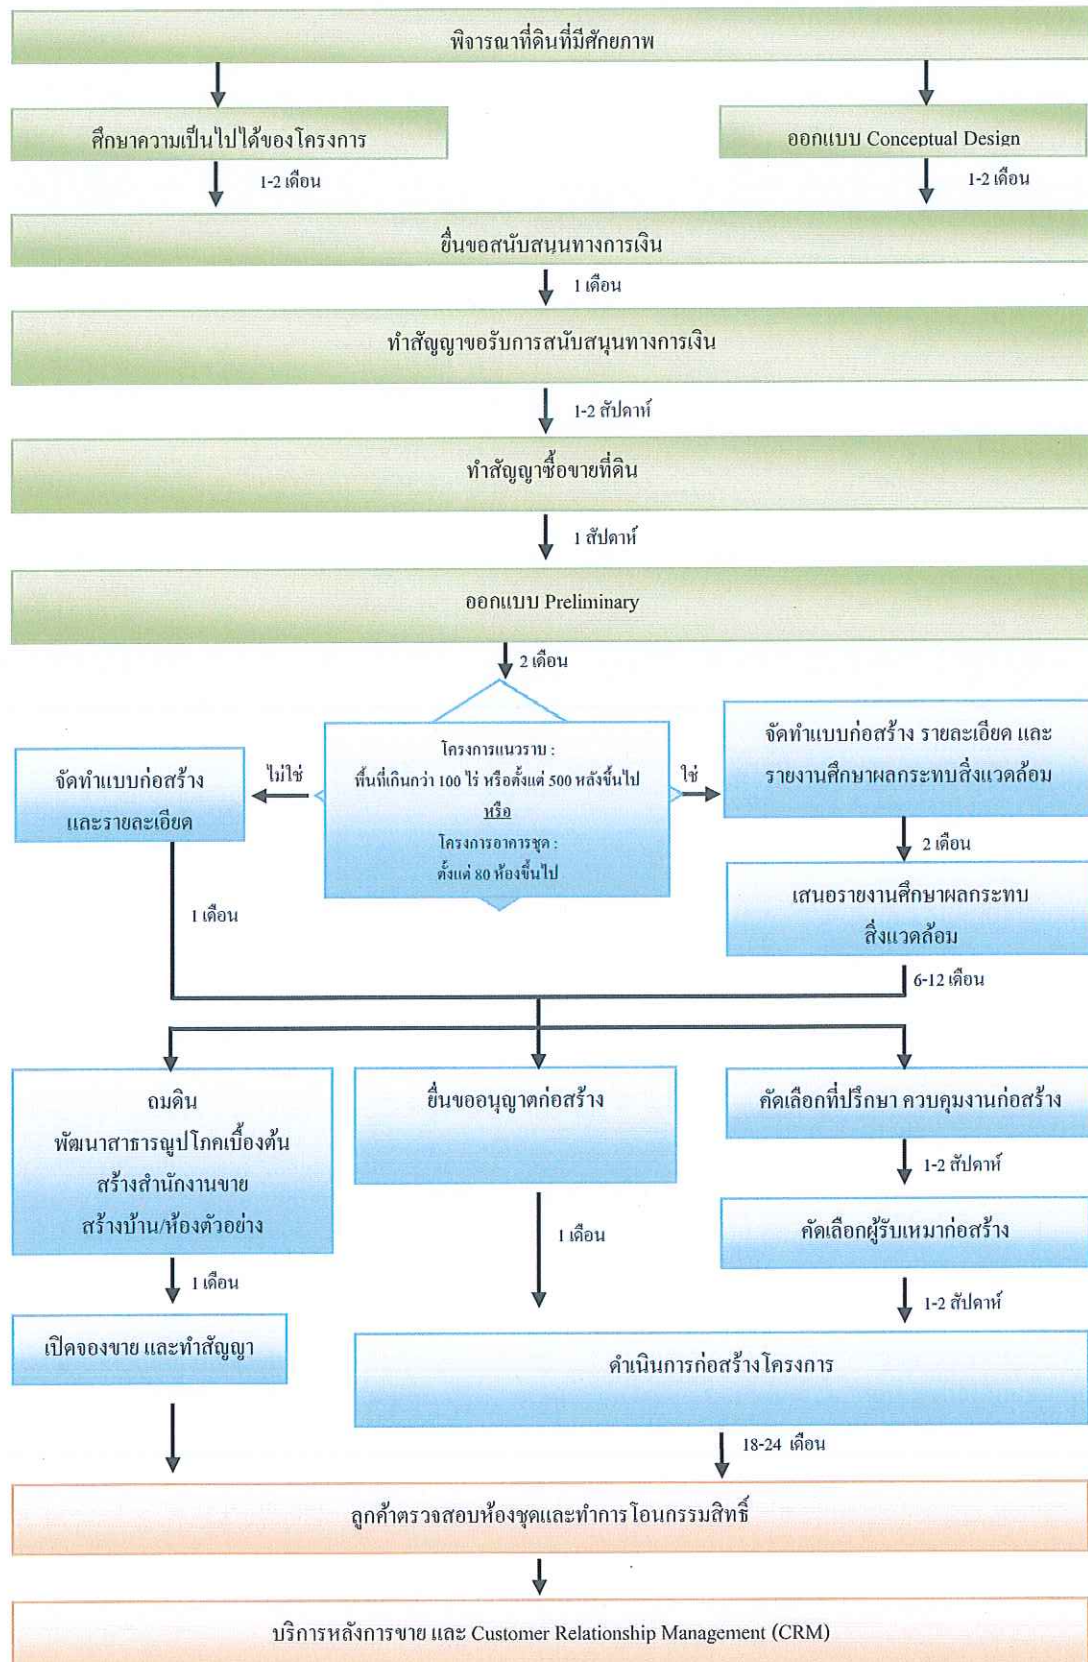 พิจารณาที่ดินที่มีศักยภาพ
ศึกษาความเป็นไปได้ของโครงการ
ออกแบบ Conceptual Design
1-2 เดือน
1-2 เดือน
ยื่นขอสนับสนุนทางการเงิน
1 เดือน
ทำสัญญาขอรับการสนับสนุนทางการเงิน
1-2 สัปดาห์
ทำสัญญาซื้อขายที่ดิน
1 สัปดาห์
ออกแบบ Preliminary
2 เดือน
โครงการแนวราบ :
พื้นที่เกินกว่า 100 ไร่ หรือตั้งแต่ 500 หลังขึ้นไป
หรือ
โครงการอาคารชุด :
ตั้งแต่ 80 ห้องขึ้นไป
ไม่ใช่
ใช่
จัดทำแบบก่อสร้าง
และรายละเอียด
จัดทำแบบก่อสร้าง รายละเอียด และ
รายงานศึกษาผลกระทบสิ่งแวดล้อม
2 เดือน
เสนอรายงานศึกษาผลกระทบ
สิ่งแวดล้อม
1 เดือน
6-12 เดือน
ถมดิน
พัฒนาสาธารณูปโภคเบื้องต้น
สร้างสำนักงานขาย
สร้างบ้าน/ห้องตัวอย่าง
ยื่นขออนุญาตก่อสร้าง
คัดเลือกที่ปรึกษา ควบคุมงานก่อสร้าง
1-2 สัปดาห์
คัดเลือกผู้รับเหมาก่อสร้าง
1 เดือน
1 เดือน
1-2 สัปดาห์
เปิดจองขาย และทำสัญญา
ดำเนินการก่อสร้างโครงการ
18-24 เดือน
ลูกค้าตรวจสอบห้องชุดและทำการโอนกรรมสิทธิ์
บริการหลังการขาย และ Customer Relationship Management (CRM)